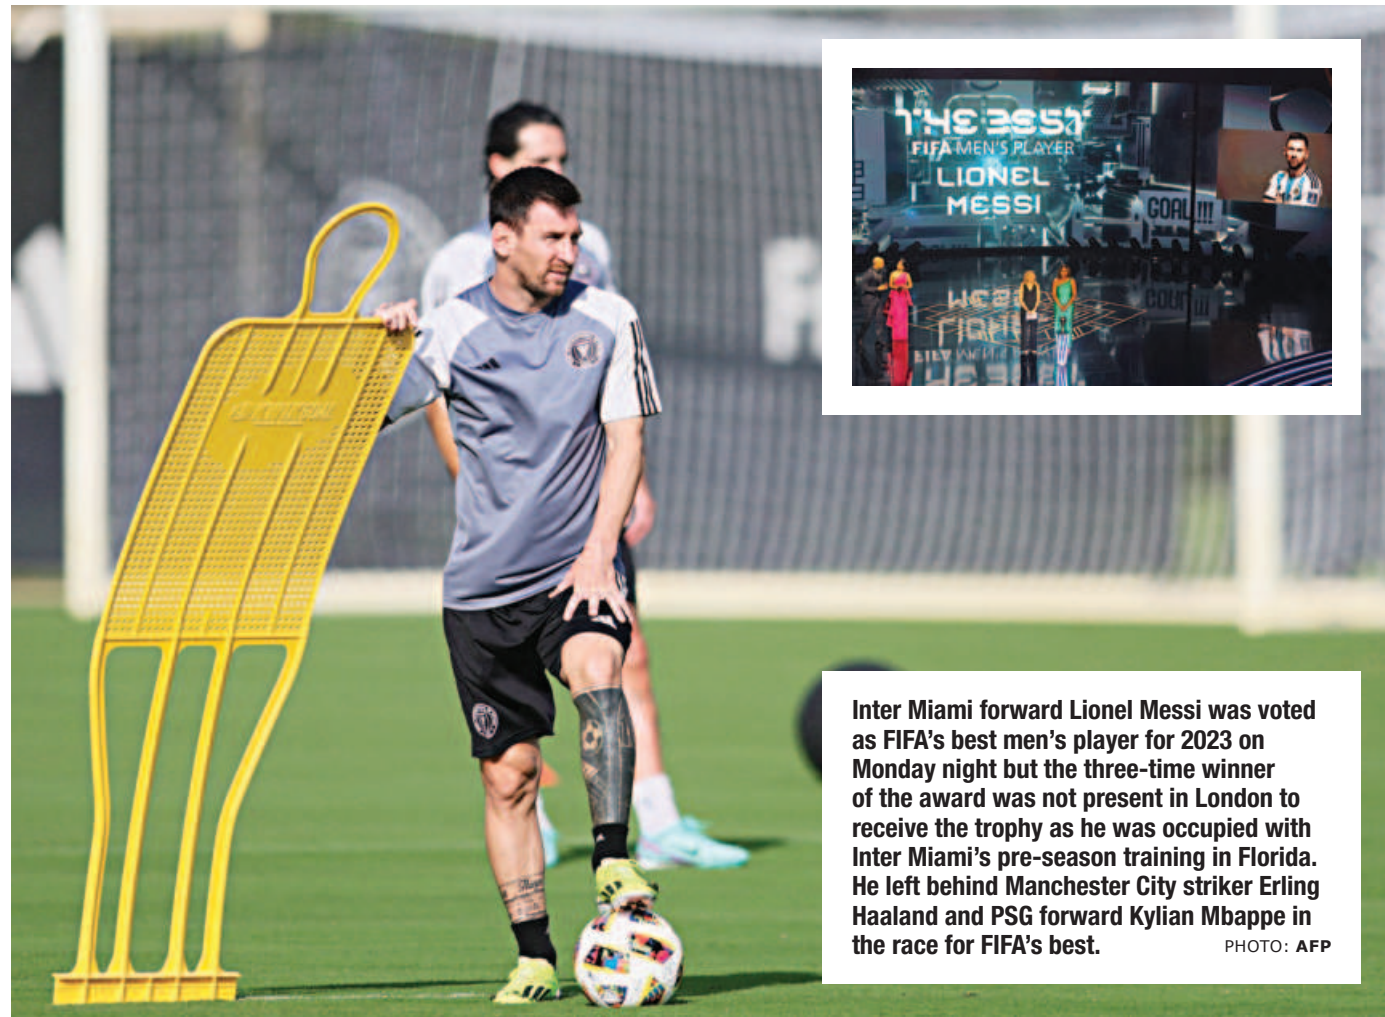 THE BEST
FIFA MEN'S PLAYER
LIONEL
MESSI
GOAL!!!
Inter Miami forward Lionel Messi was voted
as FIFA's best men's player for 2023 on
Monday night but the three-time winner
of the award was not present in London to
receive the trophy as he was occupied with
Inter Miami's pre-season training in Florida.
He left behind Manchester City striker Erling
Haaland and PSG forward Kylian Mbappe in
the race for FIFA's best.
PHOTO: AFP